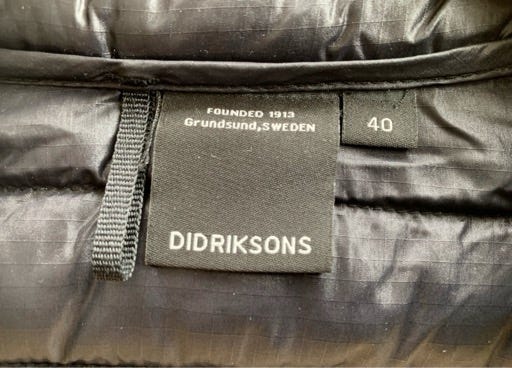 FOUNDED 1913
Grundsund, SWEDEN
40
DIDRIKSONS